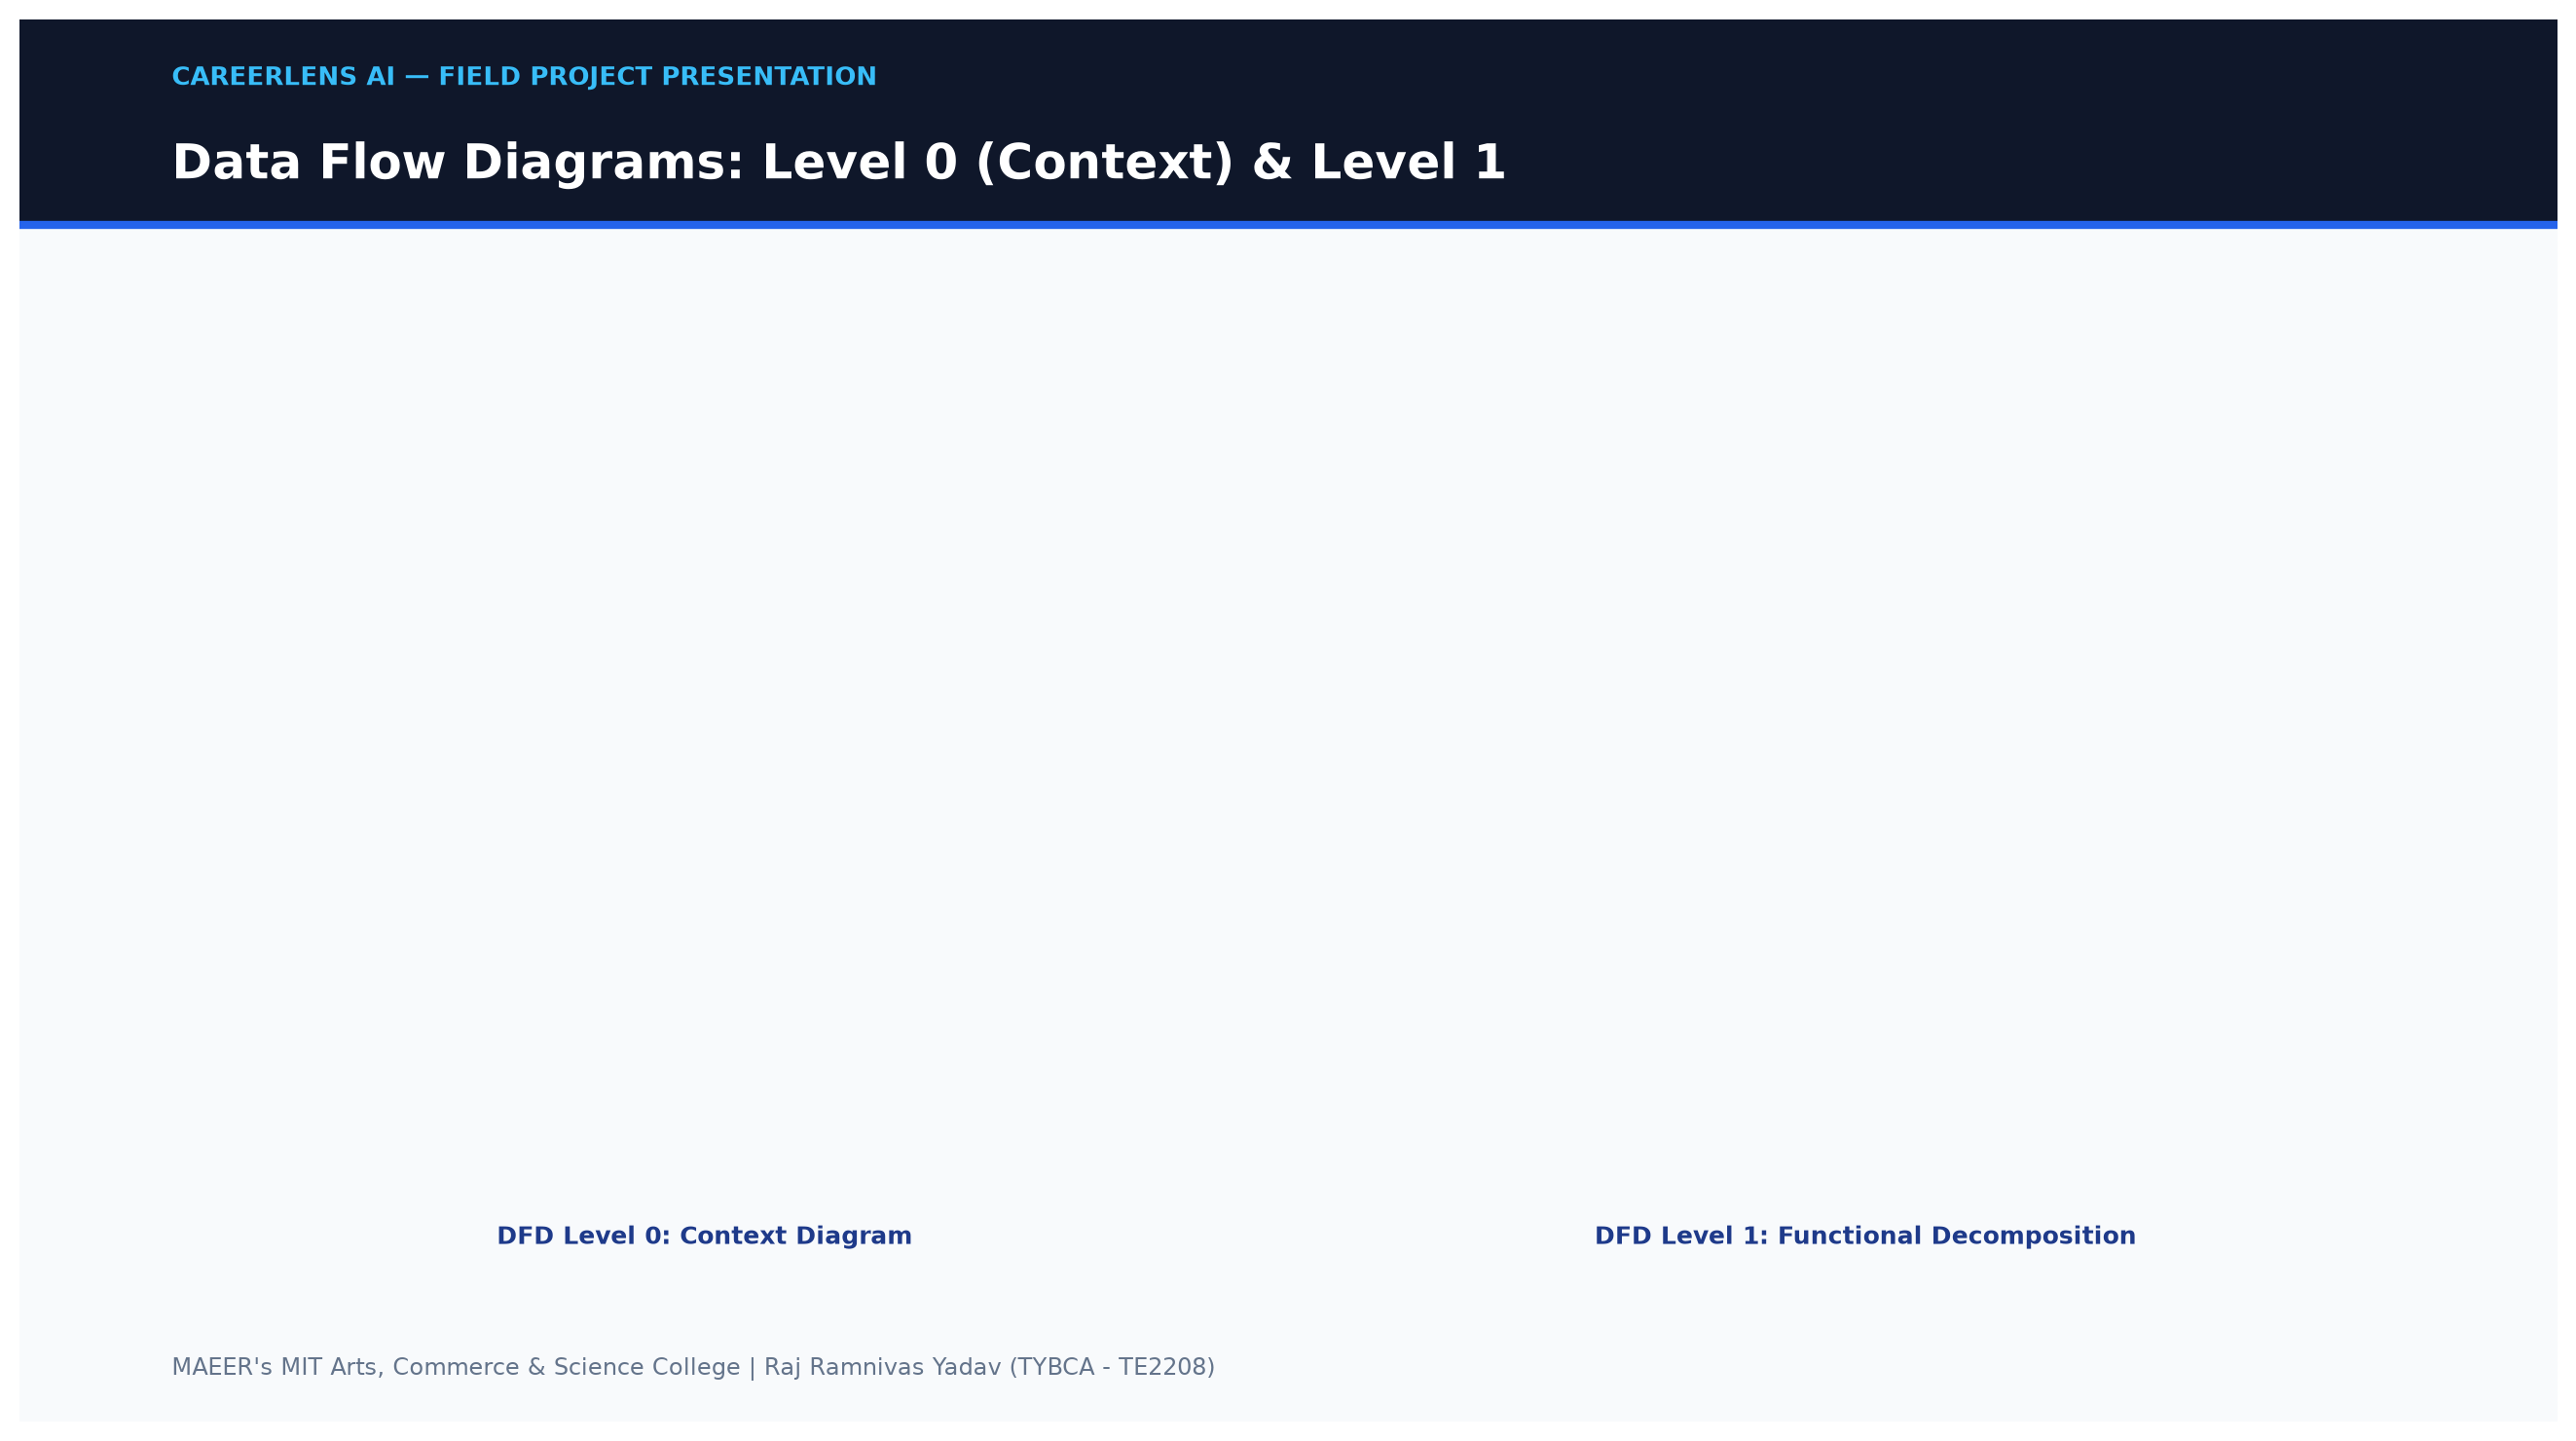 CAREERLENS AI — FIELD PROJECT PRESENTATION
Data Flow Diagrams: Level 0 (Context) & Level 1
DFD Level 0: Context Diagram
DFD Level 1: Functional Decomposition
MAEER's MIT Arts, Commerce & Science College | Raj Ramnivas Yadav (TYBCA - TE2208)